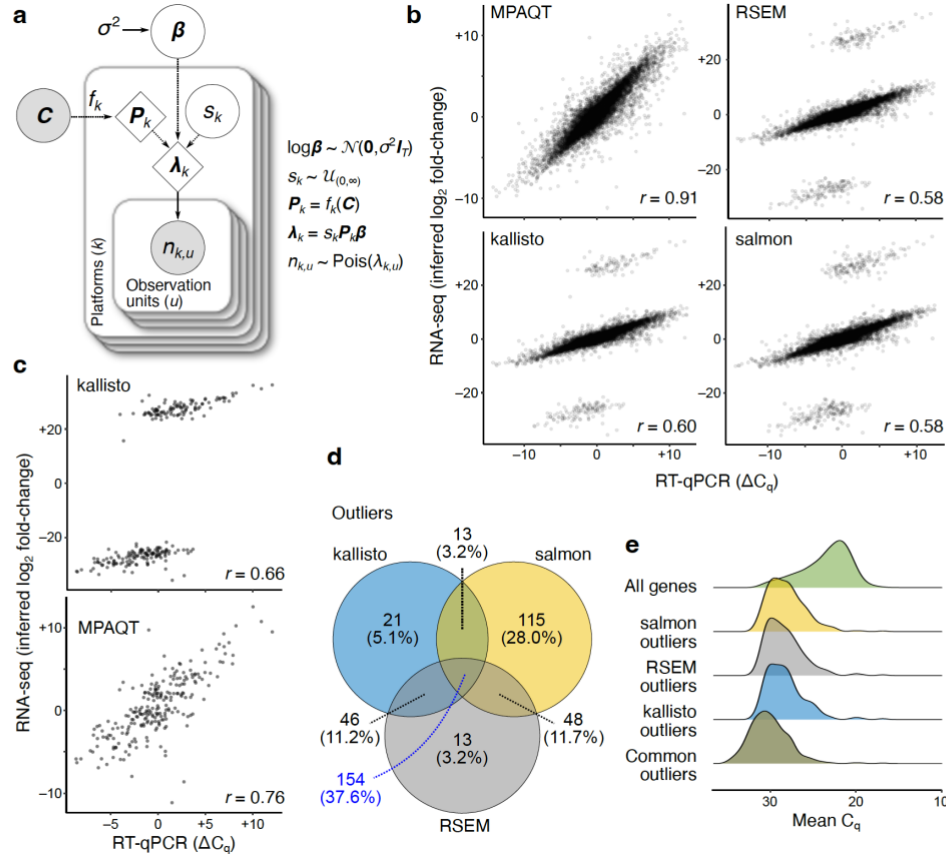 a
σ²
β
C
f_k
P_k
s_k
λ_k
n_{k,u}
Observation
units (u)
Platforms (k)
logβ ~ 𝒩(0,σ²I_T)
s_k ~ 𝒰_(0,∞)
P_k = f_k(C)
λ_k = s_kP_kβ
n_{k,u} ~ Pois(λ_{k,u})
b
MPAQT
+10
0
−10
r = 0.91
RSEM
+20
0
−20
r = 0.58
kallisto
+20
0
−20
r = 0.60
−10
0
+10
salmon
+20
0
−20
r = 0.58
−10
0
+10
RNA-seq (inferred log₂ fold-change)
RT-qPCR (ΔC_q)
c
kallisto
+20
0
−20
r = 0.66
MPAQT
+10
0
−10
r = 0.76
−5
0
+5
+10
RNA-seq (inferred log₂ fold-change)
RT-qPCR (ΔC_q)
d
Outliers
kallisto
13
(3.2%)
salmon
21
(5.1%)
115
(28.0%)
46
(11.2%)
48
(11.7%)
13
(3.2%)
154
(37.6%)
RSEM
e
All genes
salmon
outliers
RSEM
outliers
kallisto
outliers
Common
outliers
30
20
10
Mean C_q